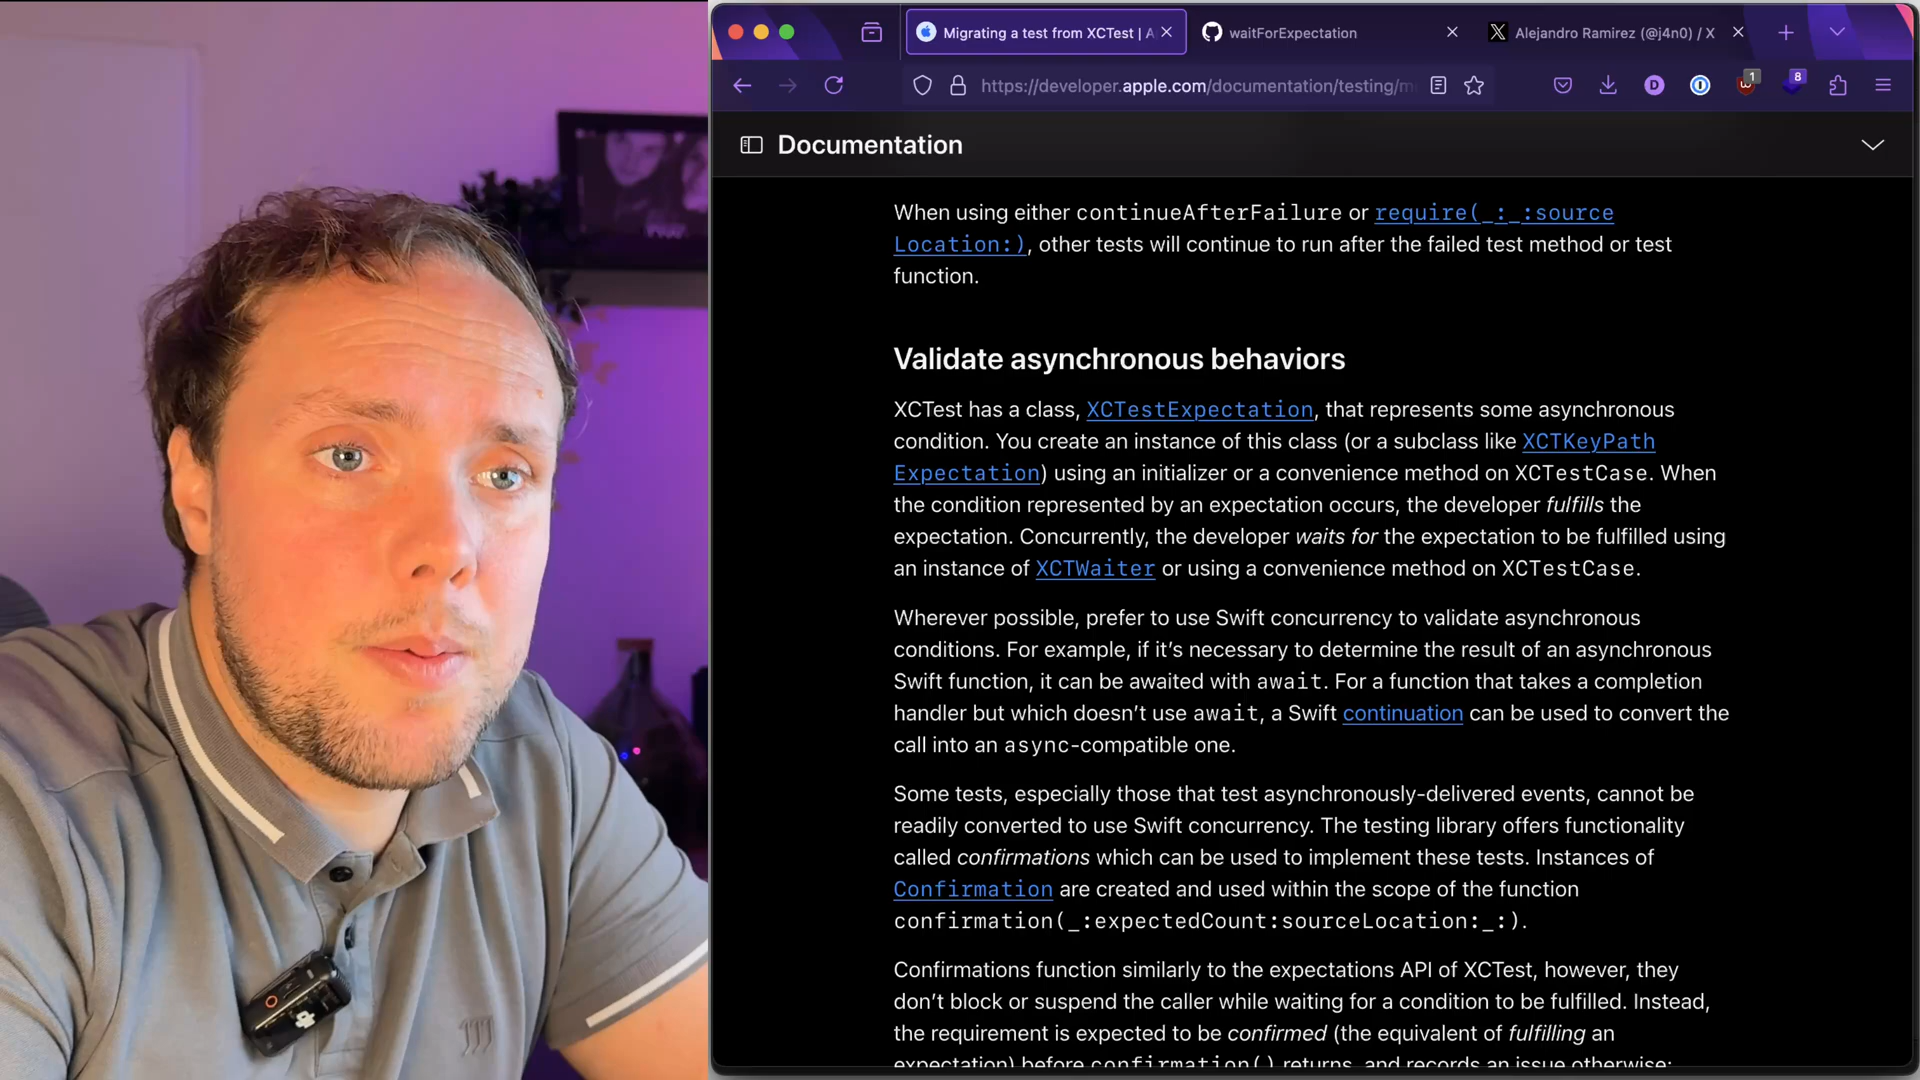 Migrating a test from XCTest | A
waitForExpectation
Alejandro Ramirez (@j4n0) / X
https://developer.apple.com/documentation/testing/m
1
8
D
Documentation
When using either continueAfterFailure or require(_:_:source
Location:), other tests will continue to run after the failed test method or test
function.
Validate asynchronous behaviors
XCTest has a class, XCTestExpectation, that represents some asynchronous
condition. You create an instance of this class (or a subclass like XCTKeyPath
Expectation) using an initializer or a convenience method on XCTestCase. When
the condition represented by an expectation occurs, the developer fulfills the
expectation. Concurrently, the developer waits for the expectation to be fulfilled using
an instance of XCTWaiter or using a convenience method on XCTestCase.
Wherever possible, prefer to use Swift concurrency to validate asynchronous
conditions. For example, if it's necessary to determine the result of an asynchronous
Swift function, it can be awaited with await. For a function that takes a completion
handler but which doesn't use await, a Swift continuation can be used to convert the
call into an async-compatible one.
Some tests, especially those that test asynchronously-delivered events, cannot be
readily converted to use Swift concurrency. The testing library offers functionality
called confirmations which can be used to implement these tests. Instances of
Confirmation are created and used within the scope of the function
confirmation(_:expectedCount:sourceLocation:_:).
Confirmations function similarly to the expectations API of XCTest, however, they
don't block or suspend the caller while waiting for a condition to be fulfilled. Instead,
the requirement is expected to be confirmed (the equivalent of fulfilling an
expectation) before confirmation() returns, and records an issue otherwise: